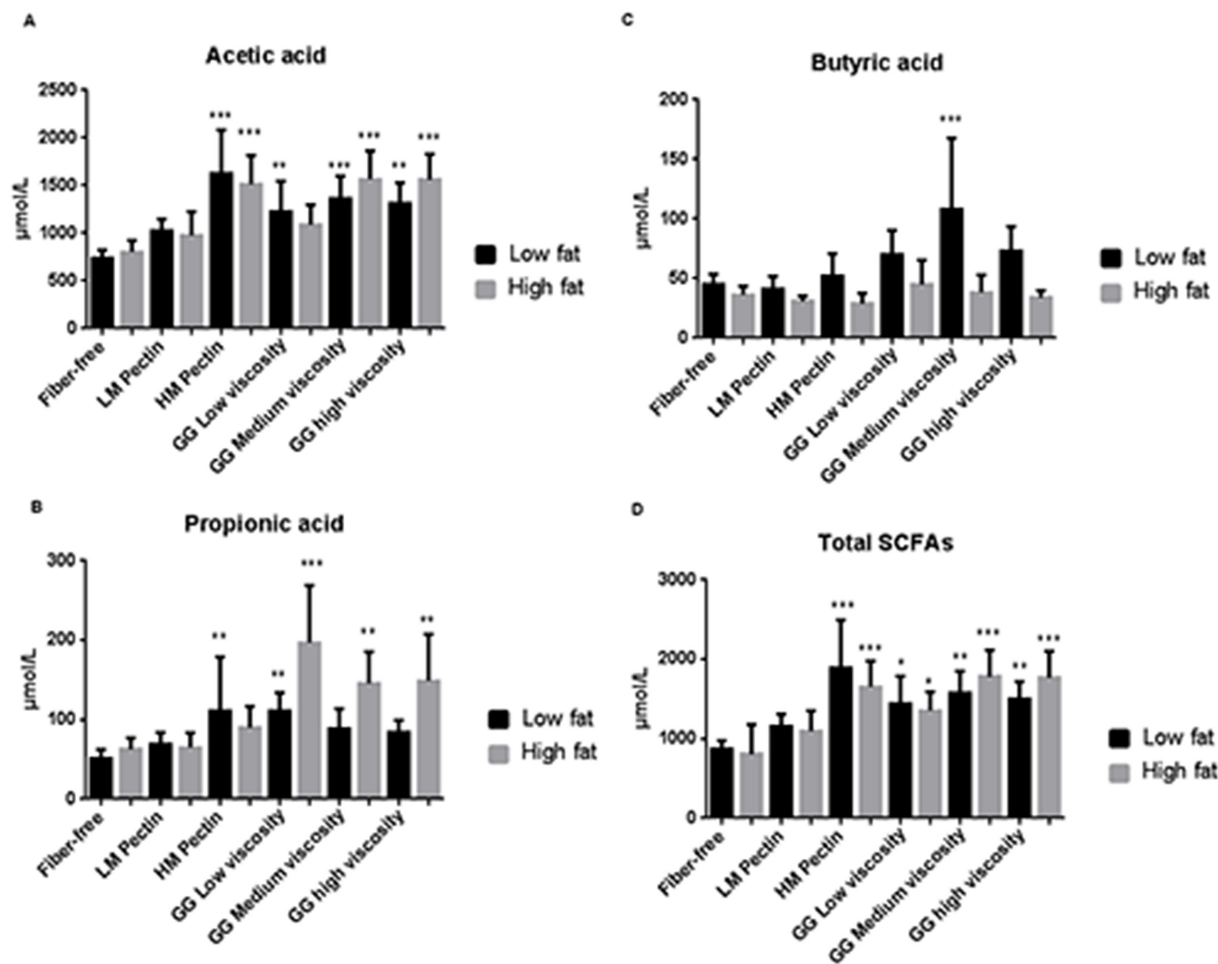 A
Acetic acid
2500
2000
1500
1000
500
0
µmol/L
*** *** ** *** *** ** ***
Fiber-free
LM Pectin
HM Pectin
GG Low viscosity
GG Medium viscosity
GG high viscosity
Low fat
High fat
B
Propionic acid
300
200
100
0
µmol/L
** ** *** ** **
Fiber-free
LM Pectin
HM Pectin
GG Low viscosity
GG Medium viscosity
GG high viscosity
Low fat
High fat
C
Butyric acid
200
150
100
50
0
µmol/L
***
Fiber-free
LM Pectin
HM Pectin
GG Low viscosity
GG Medium viscosity
GG high viscosity
Low fat
High fat
D
Total SCFAs
3000
2000
1000
0
µmol/L
*** *** * * ** *** ** ***
Fiber-free
LM Pectin
HM Pectin
GG Low viscosity
GG Medium viscosity
GG high viscosity
Low fat
High fat